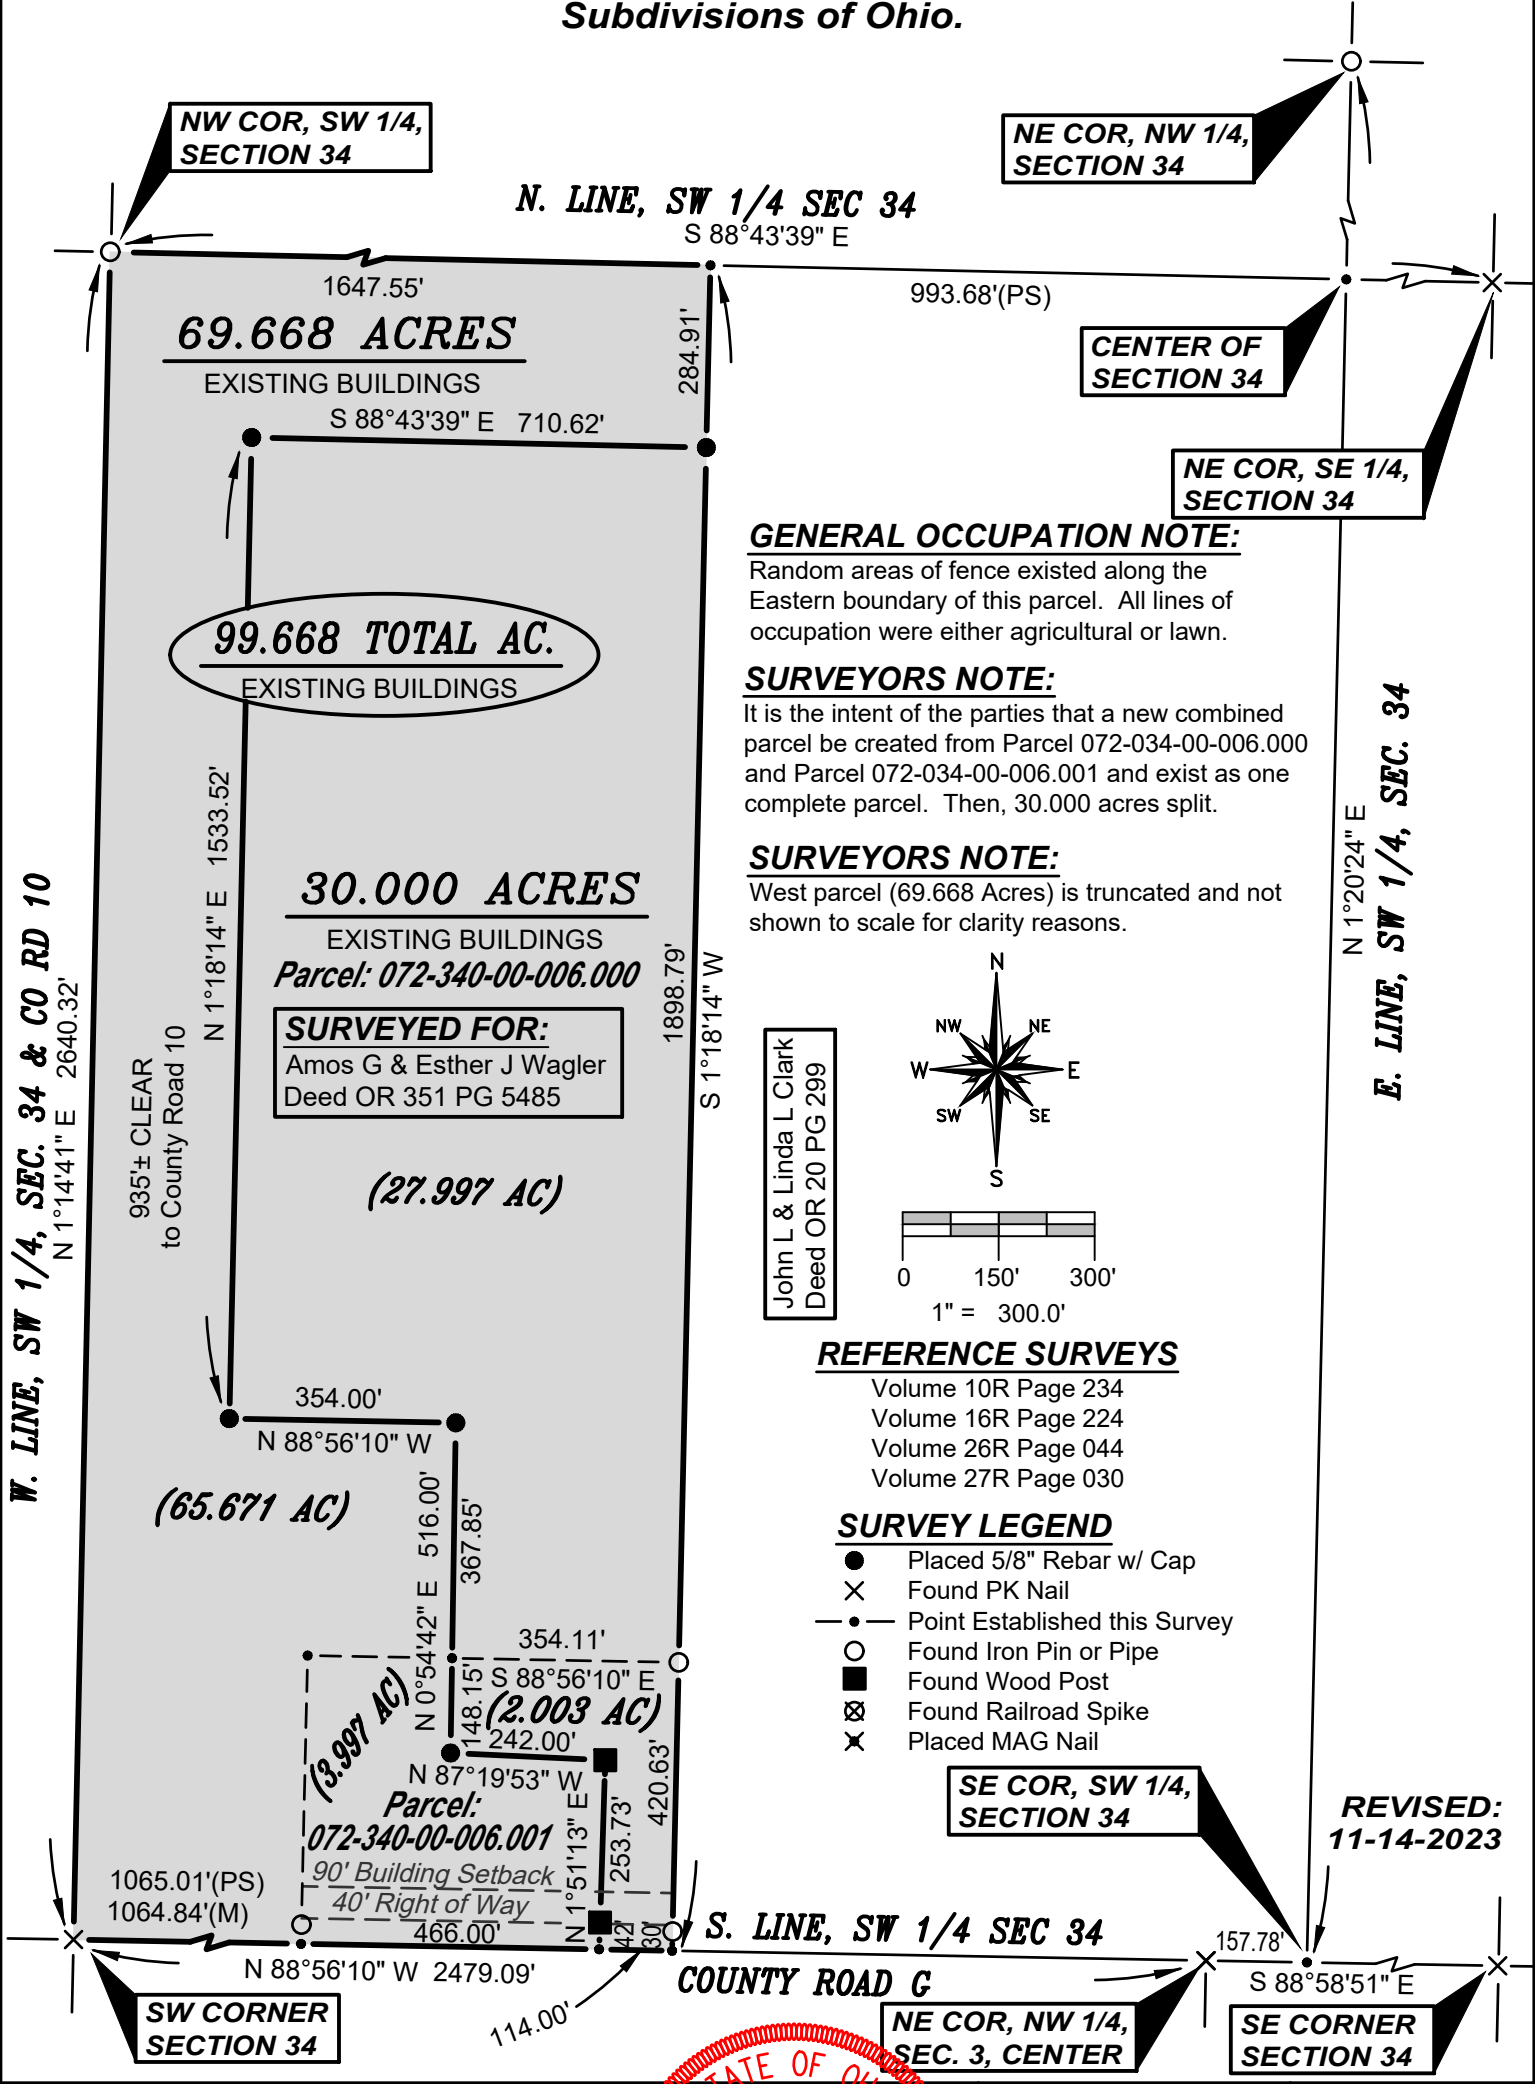 Subdivisions of Ohio.
NW COR, SW 1/4,
SECTION 34
NE COR, NW 1/4,
SECTION 34
N. LINE, SW 1/4 SEC 34
S 88°43'39" E
1647.55'
993.68'(PS)
69.668 ACRES
EXISTING BUILDINGS
284.91'
CENTER OF
SECTION 34
S 88°43'39" E 710.62'
NE COR, SE 1/4,
SECTION 34
GENERAL OCCUPATION NOTE:
Random areas of fence existed along the
Eastern boundary of this parcel. All lines of
occupation were either agricultural or lawn.
99.668 TOTAL AC.
EXISTING BUILDINGS
SURVEYORS NOTE:
It is the intent of the parties that a new combined
parcel be created from Parcel 072-034-00-006.000
and Parcel 072-034-00-006.001 and exist as one
complete parcel. Then, 30.000 acres split.
SURVEYORS NOTE:
West parcel (69.668 Acres) is truncated and not
shown to scale for clarity reasons.
W. LINE, SW 1/4, SEC. 34 & CO RD 10
N 1°14'41" E 2640.32'
935'± CLEAR
to County Road 10
N 1°18'14" E 1533.52'
30.000 ACRES
EXISTING BUILDINGS
Parcel: 072-340-00-006.000
SURVEYED FOR:
Amos G & Esther J Wagler
Deed OR 351 PG 5485
(27.997 AC)
1898.79'
S 1°18'14" W
John L & Linda L Clark
Deed OR 20 PG 299
N
NW NE
W E
SW SE
S
N 1°20'24" E
E. LINE, SW 1/4, SEC. 34
0 150' 300'
1" = 300.0'
REFERENCE SURVEYS
Volume 10R Page 234
Volume 16R Page 224
Volume 26R Page 044
Volume 27R Page 030
354.00'
N 88°56'10" W
(65.671 AC)
N 0°54'42" E 516.00'
367.85'
SURVEY LEGEND
Placed 5/8" Rebar w/ Cap
Found PK Nail
Point Established this Survey
Found Iron Pin or Pipe
Found Wood Post
Found Railroad Spike
Placed MAG Nail
354.11'
S 88°56'10" E
(2.003 AC)
148.15'
(3.997 AC)
242.00'
N 87°19'53" W
420.63'
Parcel:
072-340-00-006.001
N 1°51'13" E
253.73'
90' Building Setback
40' Right of Way
42'
30'
1065.01'(PS)
1064.84'(M)
466.00'
N 88°56'10" W 2479.09'
114.00'
S. LINE, SW 1/4 SEC 34
COUNTY ROAD G
SE COR, SW 1/4,
SECTION 34
REVISED:
11-14-2023
157.78'
S 88°58'51" E
SW CORNER
SECTION 34
NE COR, NW 1/4,
SEC. 3, CENTER
SE CORNER
SECTION 34
OF